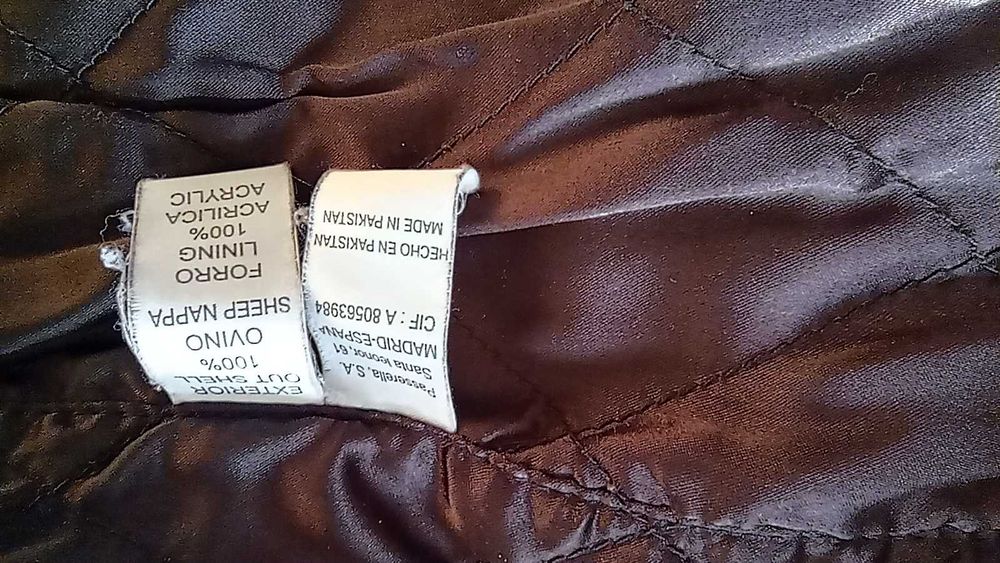 EXTERIOR
OUT SHELL
100%
OVINO
SHEEP NAPPA
FORRO
LINING
100%
ACRILICA
ACRYLIC
Passerella, S.A.
Santa leonor, 61
MADRID-ESPAÑA
CIF: A 80563984
HECHO EN PAKISTAN
MADE IN PAKISTAN